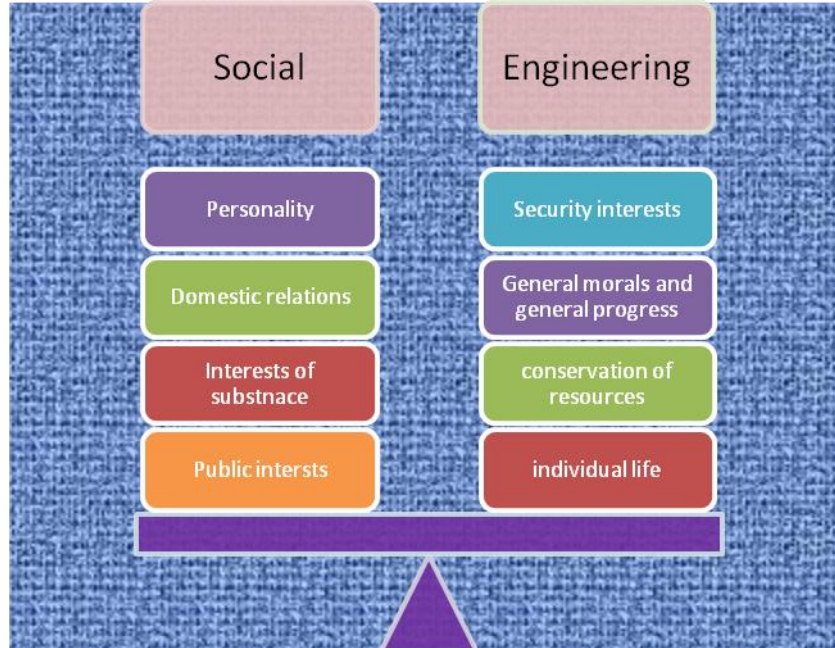 Social
Engineering
Personality
Security interests
Domestic relations
General morals and
general progress
Interests of
substnace
conservation of
resources
Public intersts
individual life